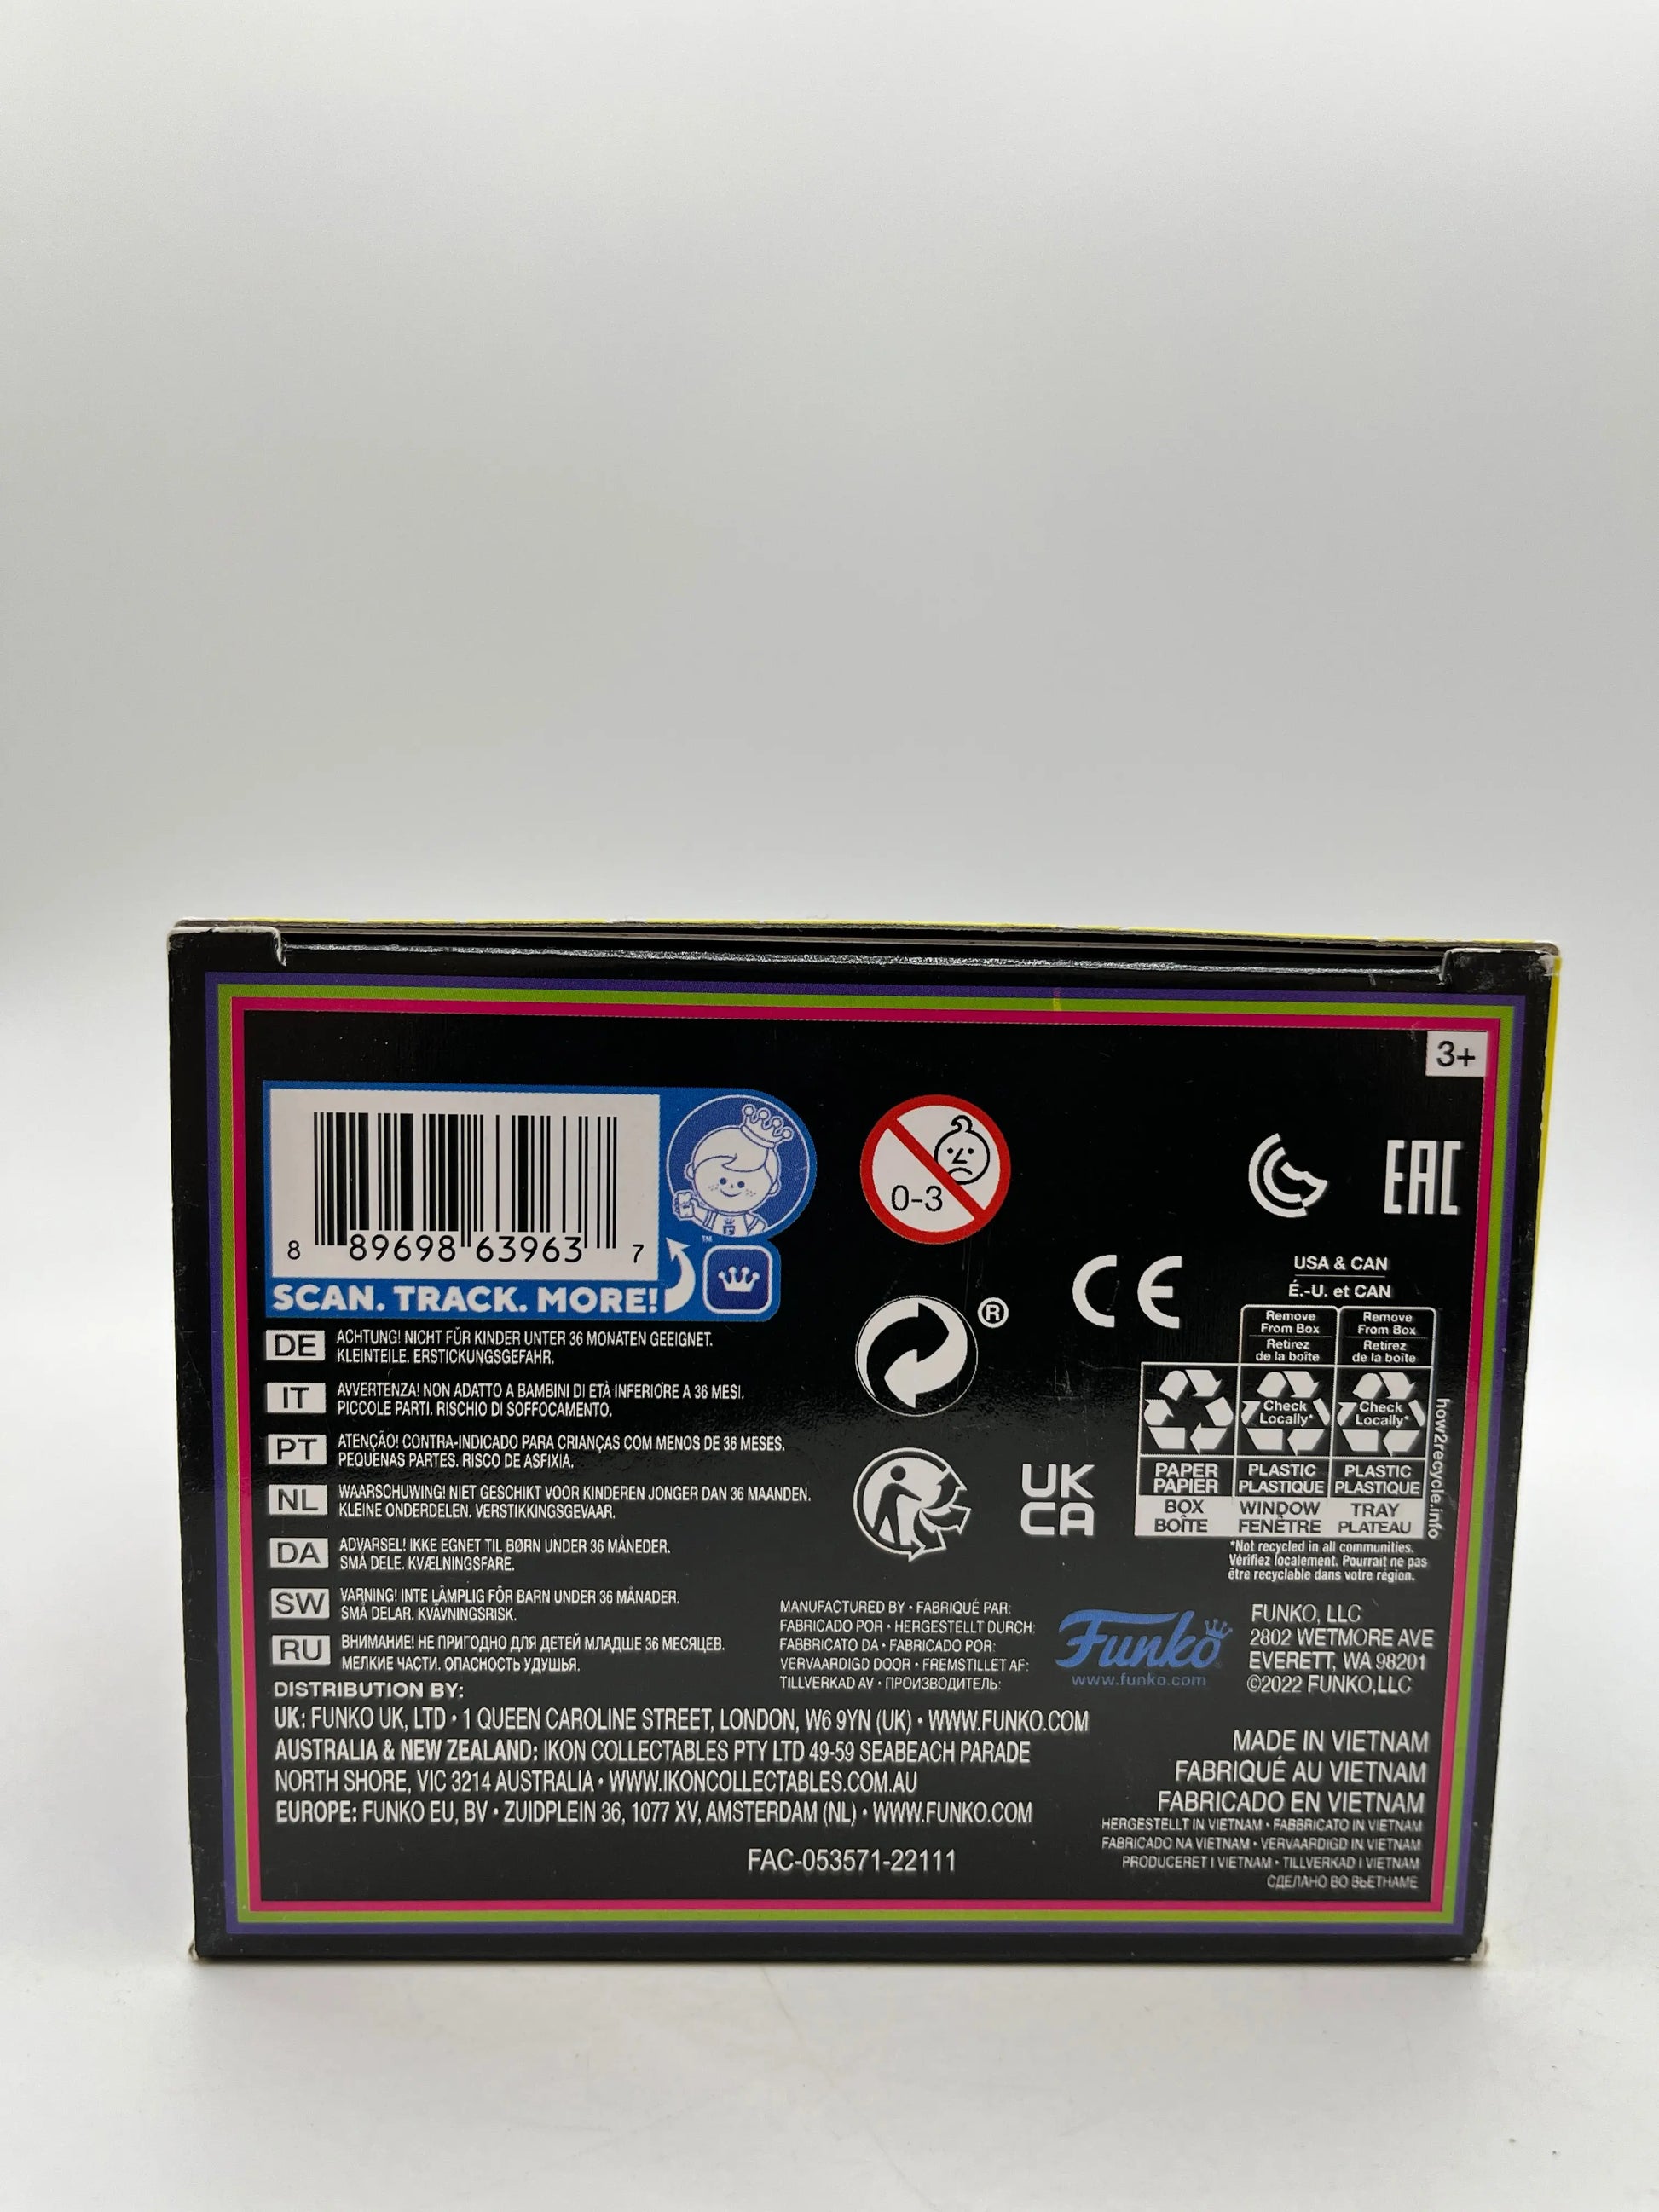 3+
8 89698 63963 7
™
SCAN. TRACK. MORE!
0-3
EAC
CE
®
UK
CA
USA & CAN
É.-U. et CAN
Remove From Box
Retirez de la boîte
Remove From Box
Retirez de la boîte
Check Locally*
Check Locally*
PAPER PAPIER
PLASTIC PLASTIQUE
PLASTIC PLASTIQUE
BOX BOÎTE
WINDOW FENÊTRE
TRAY PLATEAU
how2recycle.info
*Not recycled in all communities.
Vérifiez localement. Pourrait ne pas
être recyclable dans votre région.
DE ACHTUNG! NICHT FÜR KINDER UNTER 36 MONATEN GEEIGNET.
KLEINTEILE. ERSTICKUNGSGEFAHR.
IT AVVERTENZA! NON ADATTO A BAMBINI DI ETÀ INFERIORE A 36 MESI.
PICCOLE PARTI. RISCHIO DI SOFFOCAMENTO.
PT ATENÇÃO! CONTRA-INDICADO PARA CRIANÇAS COM MENOS DE 36 MESES.
PEQUENAS PARTES. RISCO DE ASFIXIA.
NL WAARSCHUWING! NIET GESCHIKT VOOR KINDEREN JONGER DAN 36 MAANDEN.
KLEINE ONDERDELEN. VERSTIKKINGSGEVAAR.
DA ADVARSEL! IKKE EGNET TIL BØRN UNDER 36 MÅNEDER.
SMÅ DELE. KVÆLNINGSFARE.
SW VARNING! INTE LÄMPLIG FÖR BARN UNDER 36 MÅNADER.
SMÅ DELAR. KVÄVNINGSRISK.
RU ВНИМАНИЕ! НЕ ПРИГОДНО ДЛЯ ДЕТЕЙ МЛАДШЕ 36 МЕСЯЦЕВ.
МЕЛКИЕ ЧАСТИ. ОПАСНОСТЬ УДУШЬЯ.
MANUFACTURED BY • FABRIQUÉ PAR:
FABRICADO POR • HERGESTELLT DURCH:
FABBRICATO DA • FABRICADO POR:
VERVAARDIGD DOOR • FREMSTILLET AF:
TILLVERKAD AV • ПРОИЗВОДИТЕЛЬ:
Funko
www.funko.com
FUNKO, LLC
2802 WETMORE AVE
EVERETT, WA 98201
©2022 FUNKO,LLC
DISTRIBUTION BY:
UK: FUNKO UK, LTD • 1 QUEEN CAROLINE STREET, LONDON, W6 9YN (UK) • WWW.FUNKO.COM
AUSTRALIA & NEW ZEALAND: IKON COLLECTABLES PTY LTD 49-59 SEABEACH PARADE
NORTH SHORE, VIC 3214 AUSTRALIA • WWW.IKONCOLLECTABLES.COM.AU
EUROPE: FUNKO EU, BV • ZUIDPLEIN 36, 1077 XV, AMSTERDAM (NL) • WWW.FUNKO.COM
FAC-053571-22111
MADE IN VIETNAM
FABRIQUÉ AU VIETNAM
FABRICADO EN VIETNAM
HERGESTELLT IN VIETNAM • FABBRICATO IN VIETNAM
FABRICADO NA VIETNAM • VERVAARDIGD IN VIETNAM
PRODUCERET I VIETNAM • TILLVERKAD I VIETNAM
СДЕЛАНО ВО ВЬЕТНАМЕ